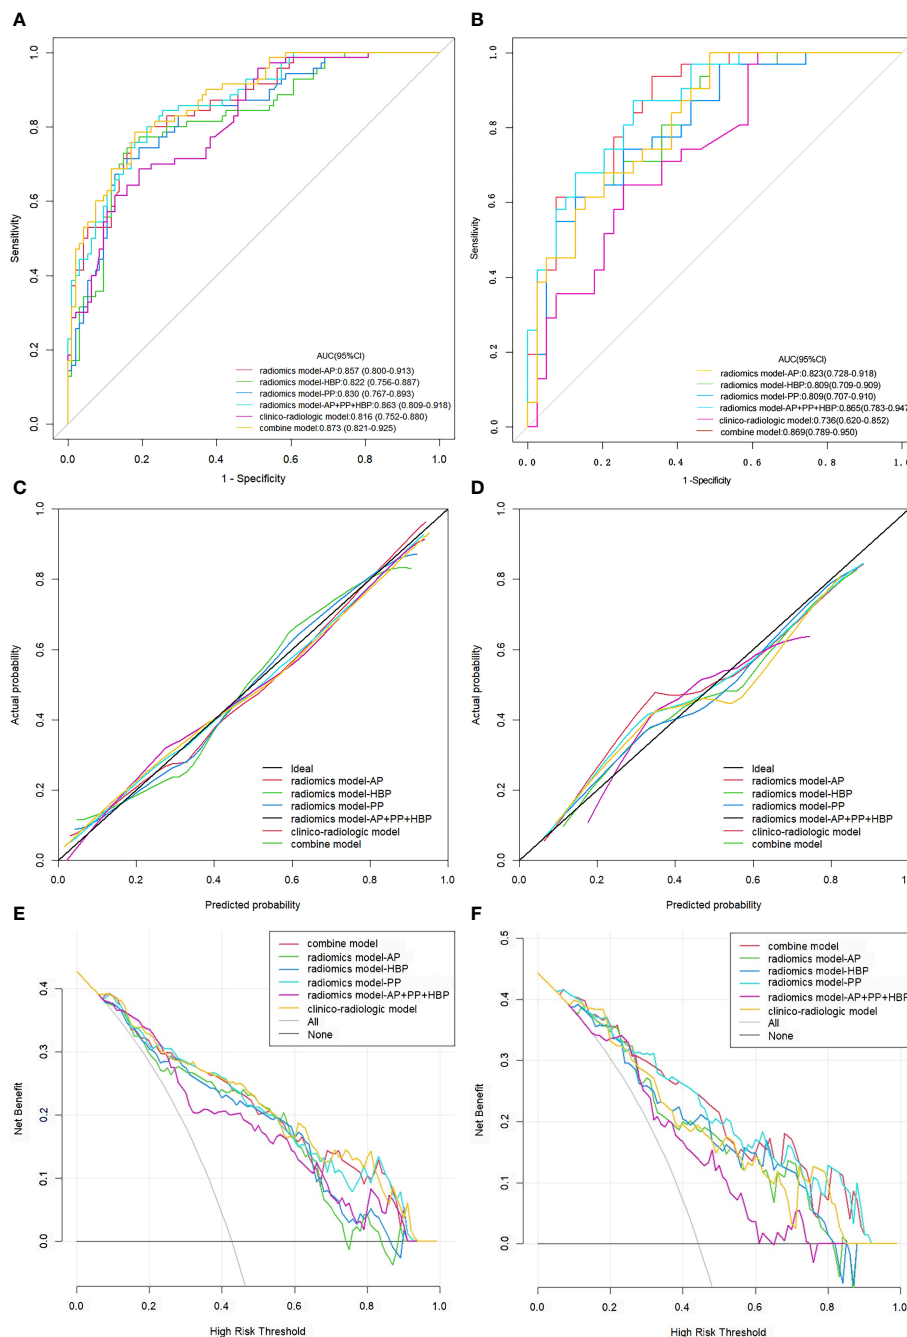 A
1.0
0.8
0.6
0.4
0.2
0.0
Sensitivity
AUC(95%CI)
radiomics model-AP:0.857 (0.800-0.913)
radiomics model-HBP:0.822 (0.756-0.887)
radiomics model-PP:0.830 (0.767-0.893)
radiomics model-AP+PP+HBP:0.863 (0.809-0.918)
clinico-radiologic model:0.816 (0.752-0.880)
combine model:0.873 (0.821-0.925)
0.0 0.2 0.4 0.6 0.8 1.0
1 - Specificity
B
1.0
0.8
0.6
0.4
0.2
0.0
Sensitivity
AUC(95%CI)
radiomics model-AP:0.823(0.728-0.918)
radiomics model-HBP:0.809(0.709-0.909)
radiomics model-PP:0.809(0.707-0.910)
radiomics model-AP+PP+HBP:0.865(0.783-0.947
clinico-radiologic model:0.736(0.620-0.852)
combine model:0.869(0.789-0.950)
0.0 0.2 0.4 0.6 0.8 1.0
1 -Specificity
C
1.0
0.8
0.6
0.4
0.2
0.0
Actual probability
Ideal
radiomics model-AP
radiomics model-HBP
radiomics model-PP
radiomics model-AP+PP+HBP
clinico-radiologic model
combine model
0.0 0.2 0.4 0.6 0.8 1.0
Predicted probability
D
1.0
0.8
0.6
0.4
0.2
0.0
Actual probability
Ideal
radiomics model-AP
radiomics model-HBP
radiomics model-PP
radiomics model-AP+PP+HBP
clinico-radiologic model
combine model
0.0 0.2 0.4 0.6 0.8
Predicted probability
E
0.4
0.3
0.2
0.1
0.0
Net Benefit
combine model
radiomics model-AP
radiomics model-HBP
radiomics model-PP
radiomics model-AP+PP+HBP
clinico-radiologic model
All
None
0.0 0.2 0.4 0.6 0.8 1.0
High Risk Threshold
F
0.5
0.4
0.3
0.2
0.1
0.0
Net Benefit
combine model
radiomics model-AP
radiomics model-HBP
radiomics model-PP
radiomics model-AP+PP+HBP
clinico-radiologic model
All
None
0.0 0.2 0.4 0.6 0.8 1.0
High Risk Threshold